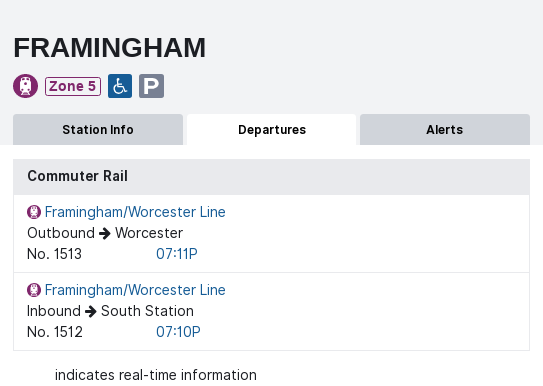 FRAMINGHAM
Zone 5 P
Station Info Departures Alerts
Commuter Rail
Framingham/Worcester Line
Outbound → Worcester
No. 1513 07:11P
Framingham/Worcester Line
Inbound → South Station
No. 1512 07:10P
indicates real-time information